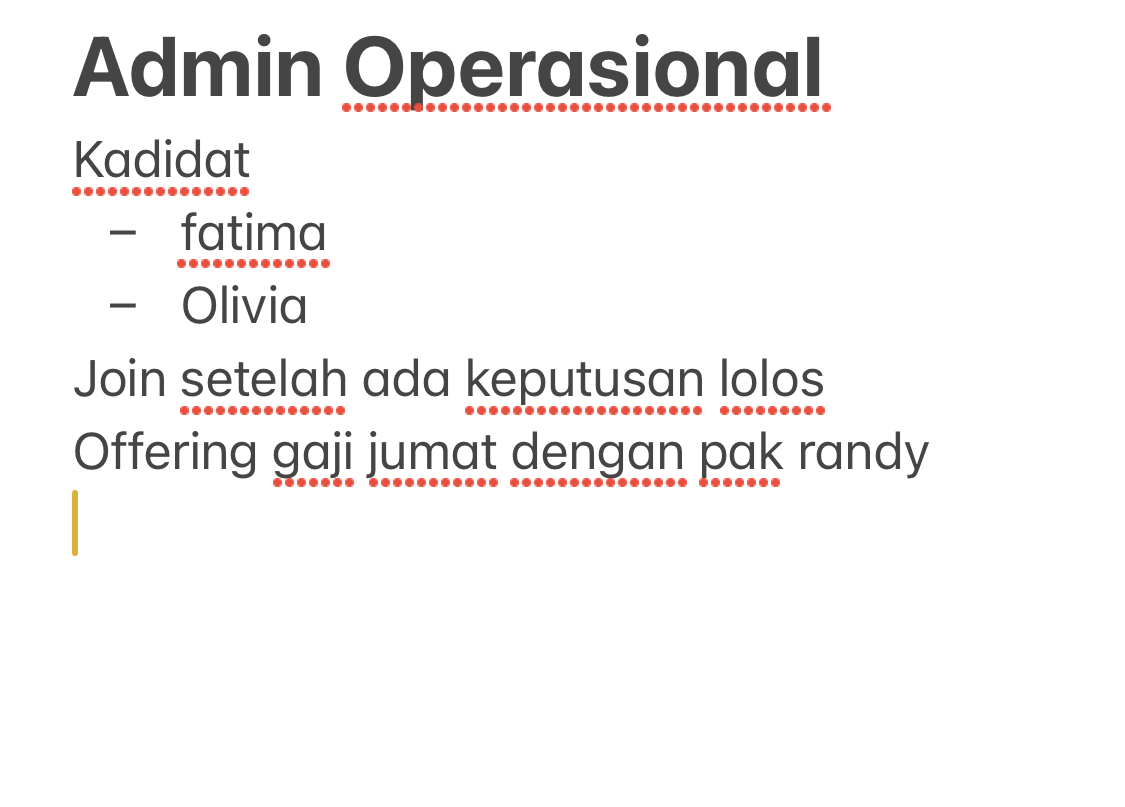 Admin Operasional
Kadidat
– fatima
– Olivia
Join setelah ada keputusan lolos
Offering gaji jumat dengan pak randy